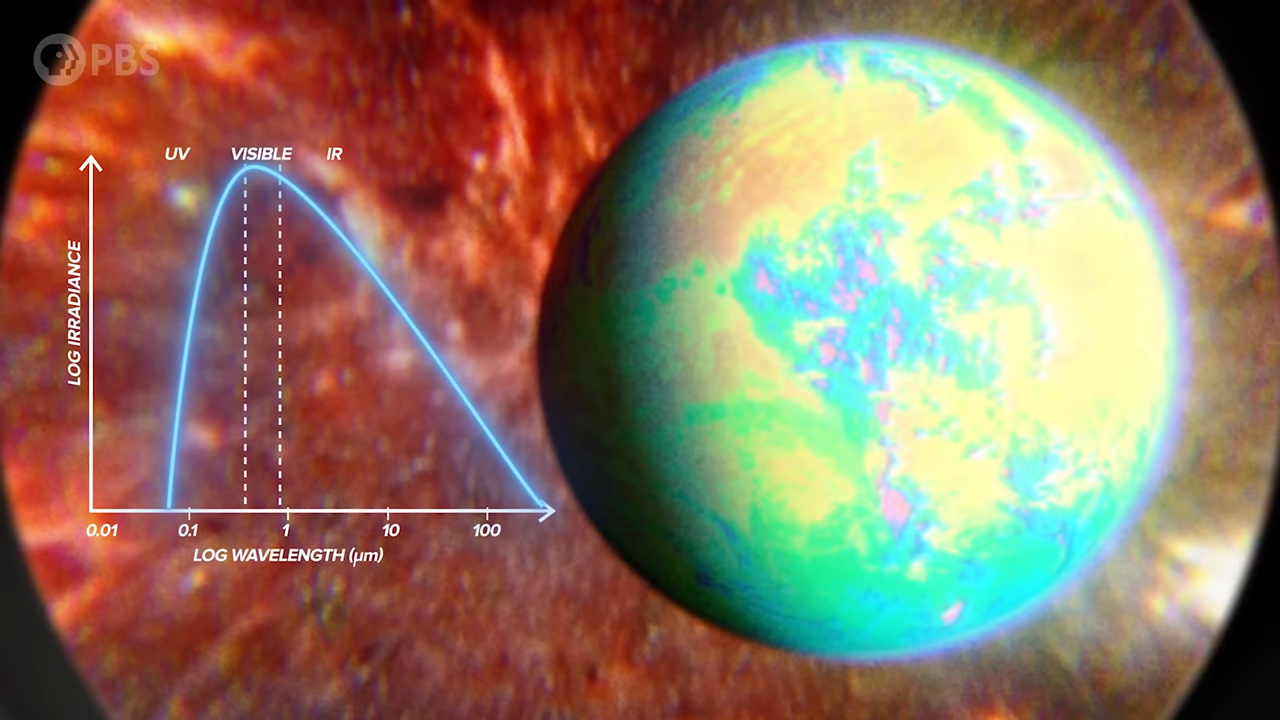 PBS
UV VISIBLE IR
LOG IRRADIANCE
0.01 0.1 1 10 100
LOG WAVELENGTH (μm)